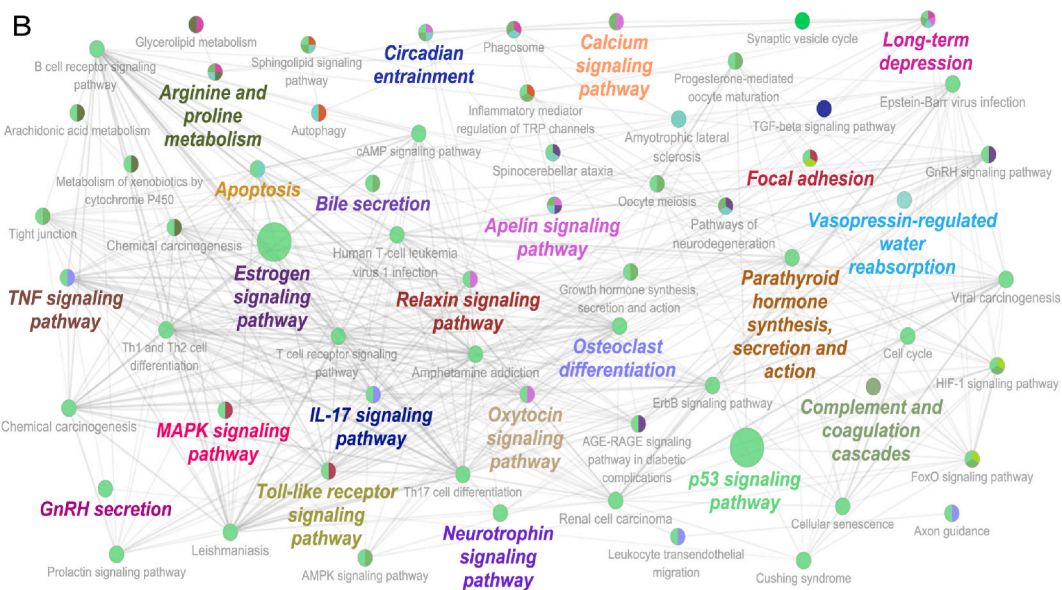 B
Glycerolipid metabolism
B cell receptor signaling
pathway
Sphingolipid signaling
pathway
Circadian
entrainment
Phagosome
Calcium
signaling
pathway
Synaptic vesicle cycle
Long-term
depression
Progesterone-mediated
oocyte maturation
Epstein-Barr virus infection
Arginine and
proline
metabolism
Arachidonic acid metabolism
Autophagy
Inflammatory mediator
regulation of TRP channels
Amyotrophic lateral
sclerosis
TGF-beta signaling pathway
cAMP signaling pathway
Spinocerebellar ataxia
Focal adhesion
GnRH signaling pathway
Metabolism of xenobiotics by
cytochrome P450
Apoptosis
Bile secretion
Oocyte meiosis
Tight junction
Chemical carcinogenesis
Human T-cell leukemia
virus 1 infection
Apelin signaling
pathway
Pathways of
neurodegeneration
Vasopressin-regulated
water
reabsorption
TNF signaling
pathway
Estrogen
signaling
pathway
Relaxin signaling
pathway
Growth hormone synthesis,
secretion and action
Parathyroid
hormone
synthesis,
secretion and
action
Viral carcinogenesis
Th1 and Th2 cell
differentiation
T cell receptor signaling
pathway
Amphetamine addiction
Osteoclast
differentiation
Cell cycle
HIF-1 signaling pathway
Chemical carcinogenesis
MAPK signaling
pathway
IL-17 signaling
pathway
Oxytocin
signaling
pathway
ErbB signaling pathway
AGE-RAGE signaling
pathway in diabetic
complications
Complement and
coagulation
cascades
p53 signaling
pathway
FoxO signaling pathway
GnRH secretion
Toll-like receptor
signaling
pathway
Th17 cell differentiation
Renal cell carcinoma
Cellular senescence
Axon guidance
Leishmaniasis
Neurotrophin
signaling
pathway
Leukocyte transendothelial
migration
Prolactin signaling pathway
AMPK signaling pathway
Cushing syndrome